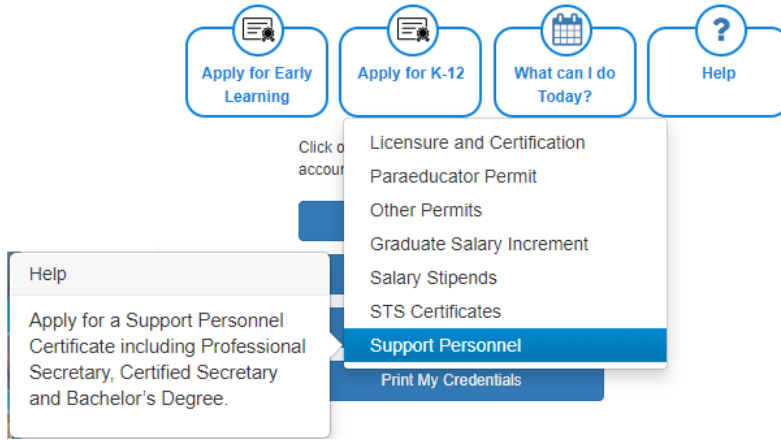 ?
Apply for Early
Learning
Apply for K-12
What can I do
Today?
Help
Click o
accour
Licensure and Certification
Paraeducator Permit
Other Permits
Graduate Salary Increment
Salary Stipends
STS Certificates
Support Personnel
Help
Apply for a Support Personnel
Certificate including Professional
Secretary, Certified Secretary
and Bachelor’s Degree.
Print My Credentials